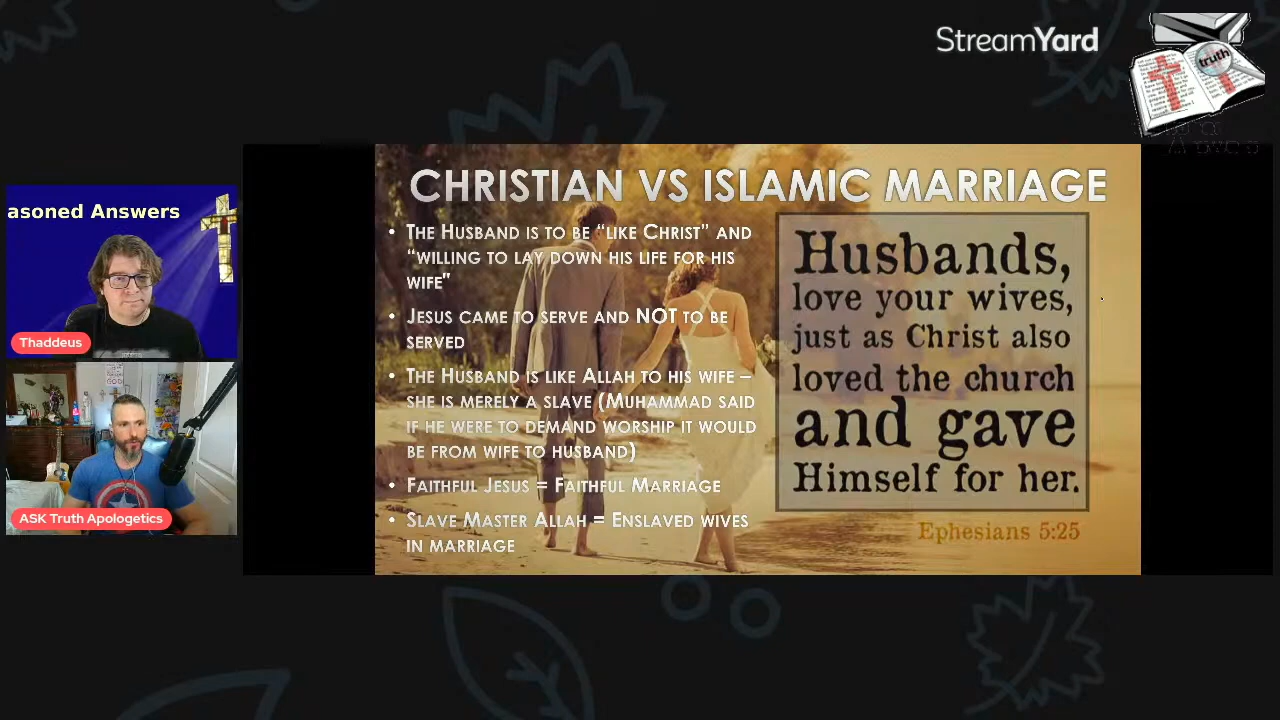 StreamYard
truth
asoned Answers
Thaddeus
ASK Truth Apologetics
CHRISTIAN VS ISLAMIC MARRIAGE
• THE HUSBAND IS TO BE “LIKE CHRIST” AND
“WILLING TO LAY DOWN HIS LIFE FOR HIS
WIFE”
• JESUS CAME TO SERVE AND NOT TO BE
SERVED
• THE HUSBAND IS LIKE ALLAH TO HIS WIFE –
SHE IS MERELY A SLAVE (MUHAMMAD SAID
IF HE WERE TO DEMAND WORSHIP IT WOULD
BE FROM WIFE TO HUSBAND)
• FAITHFUL JESUS = FAITHFUL MARRIAGE
• SLAVE MASTER ALLAH = ENSLAVED WIVES
IN MARRIAGE
Husbands,
love your wives,
just as Christ also
loved the church
and gave
Himself for her.
Ephesians 5:25